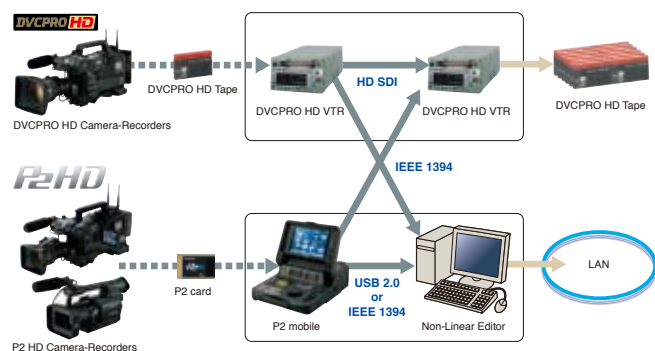 DVCPRO HD
DVCPRO HD Tape
HD SDI
DVCPRO HD VTR
DVCPRO HD VTR
DVCPRO HD Tape
DVCPRO HD Camera-Recorders
IEEE 1394
P2HD
P2 card
USB 2.0
or
IEEE 1394
LAN
P2 mobile
Non-Linear Editor
P2 HD Camera-Recorders